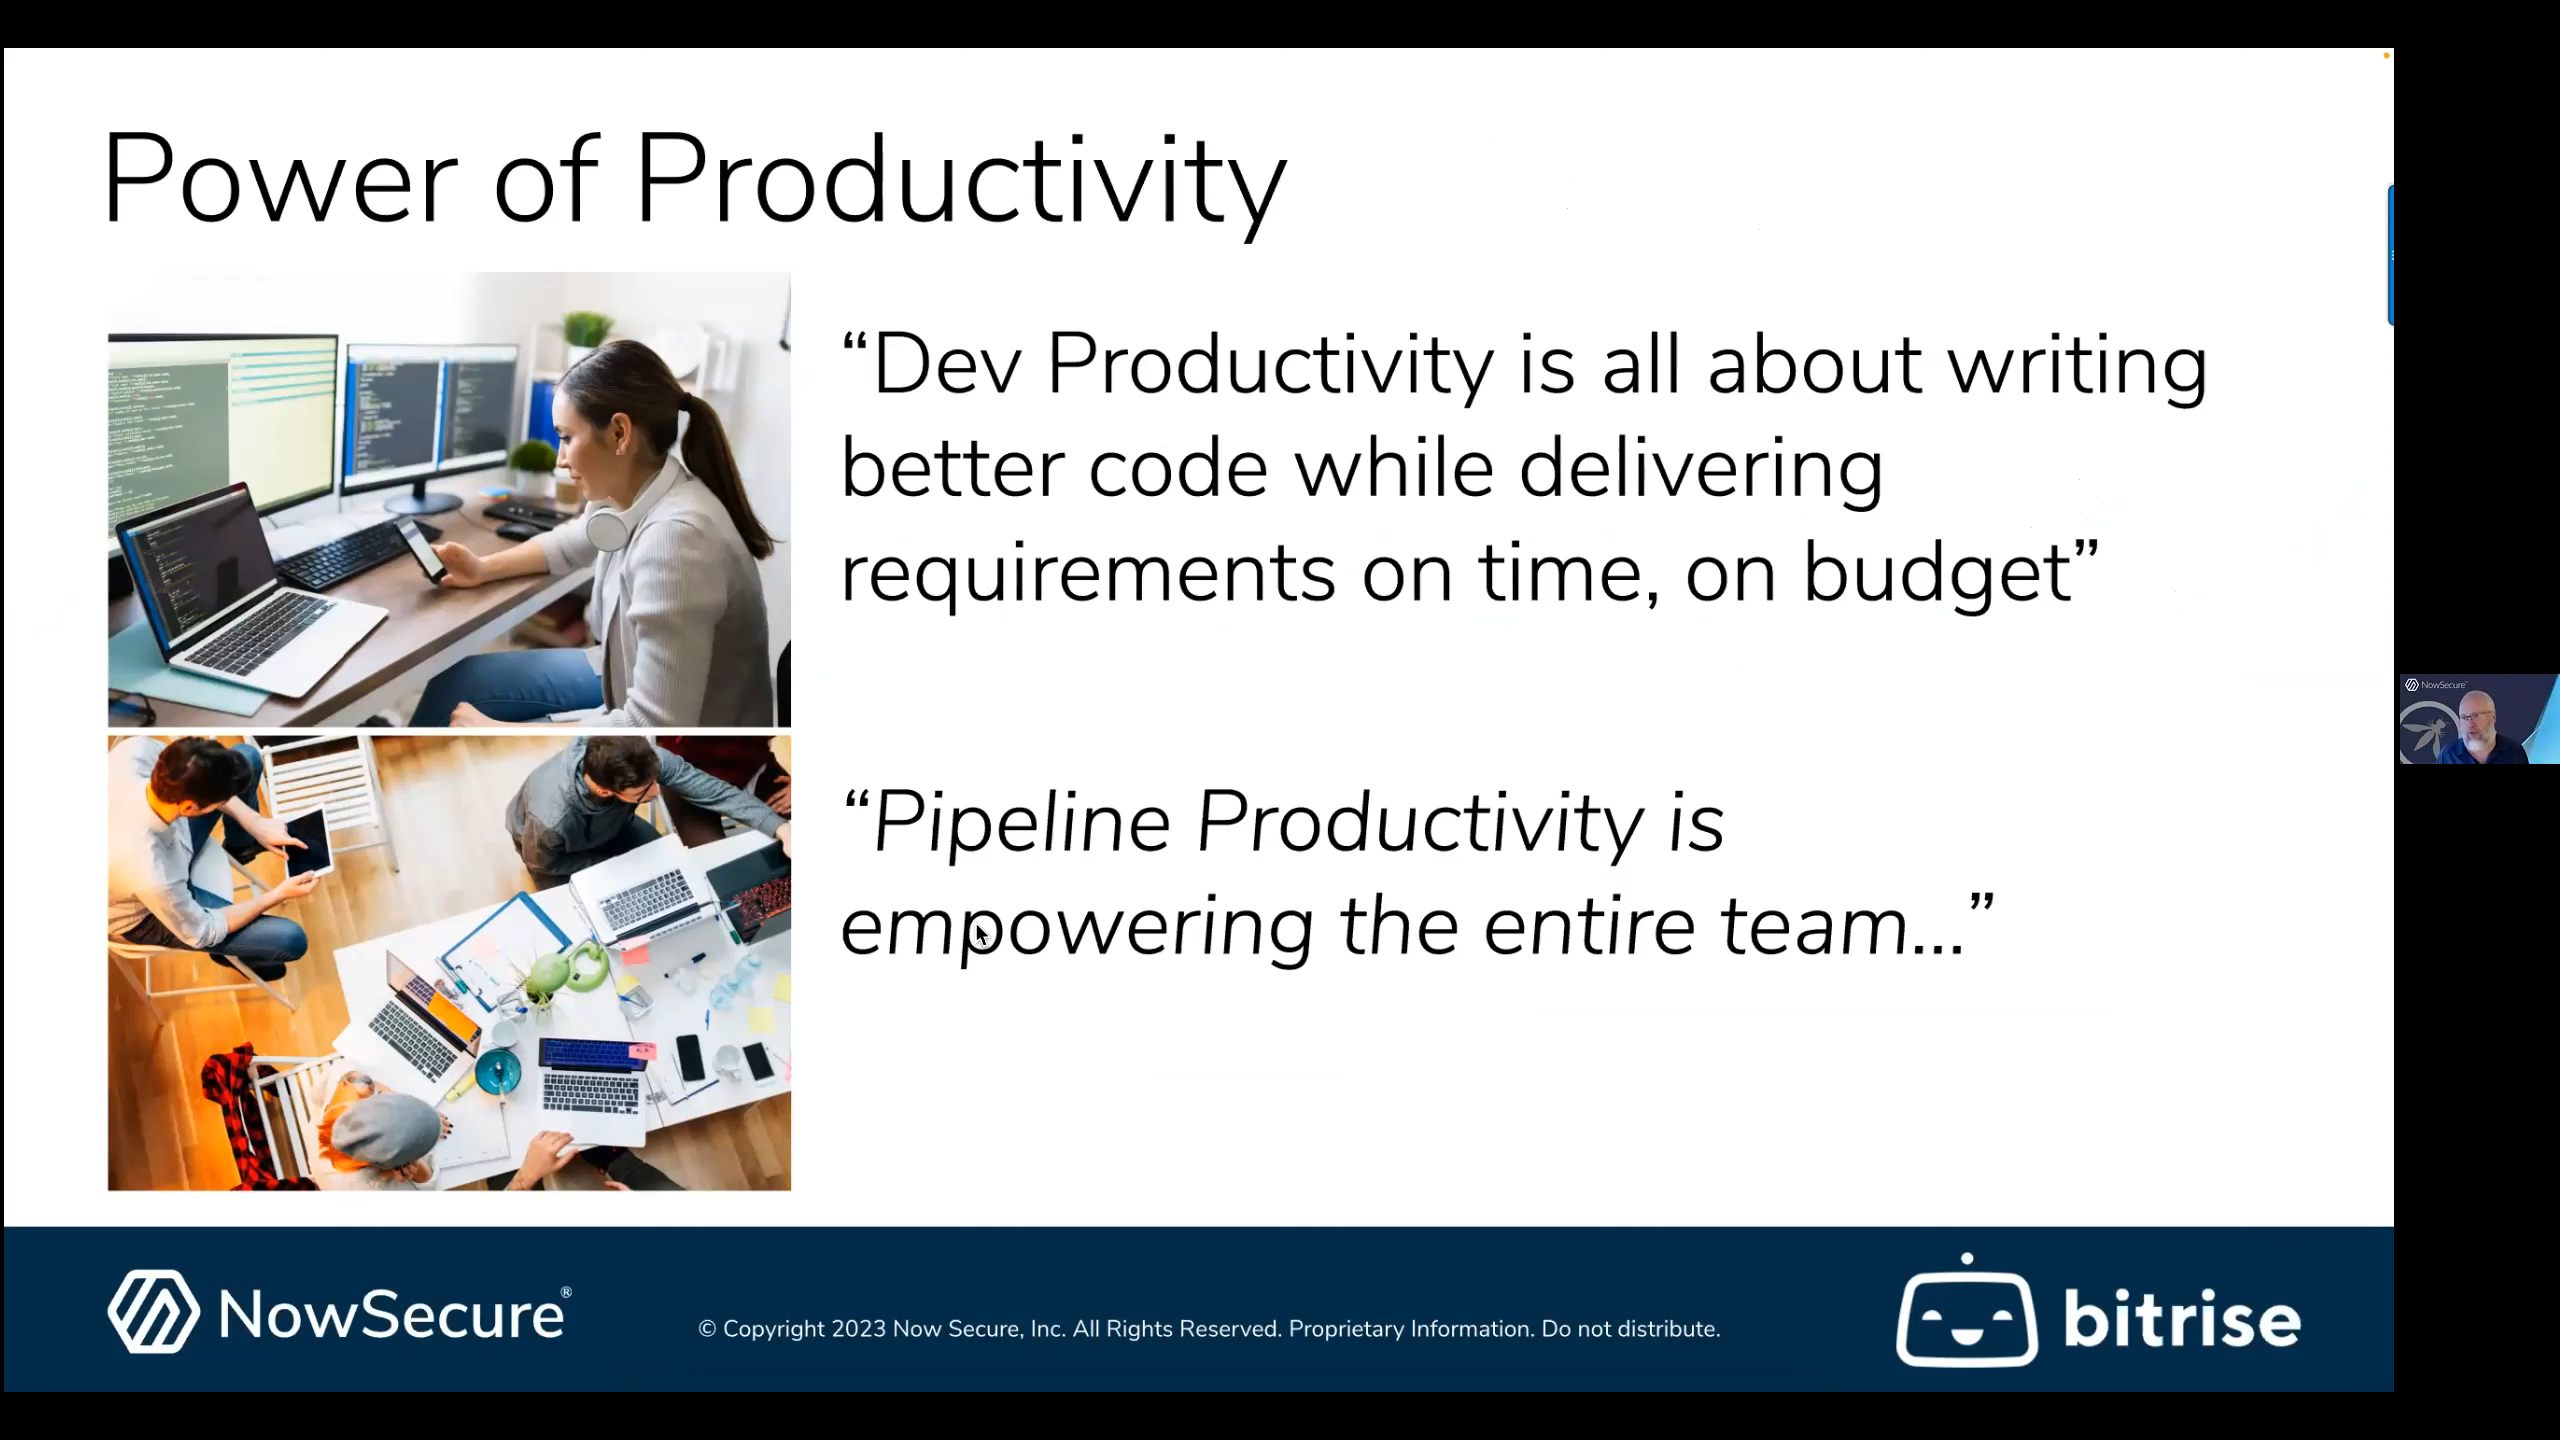 Power of Productivity
“Dev Productivity is all about writing
better code while delivering
requirements on time, on budget”
“Pipeline Productivity is
empowering the entire team...”
NowSecure
NowSecure®
© Copyright 2023 Now Secure, Inc. All Rights Reserved. Proprietary Information. Do not distribute.
bitrise